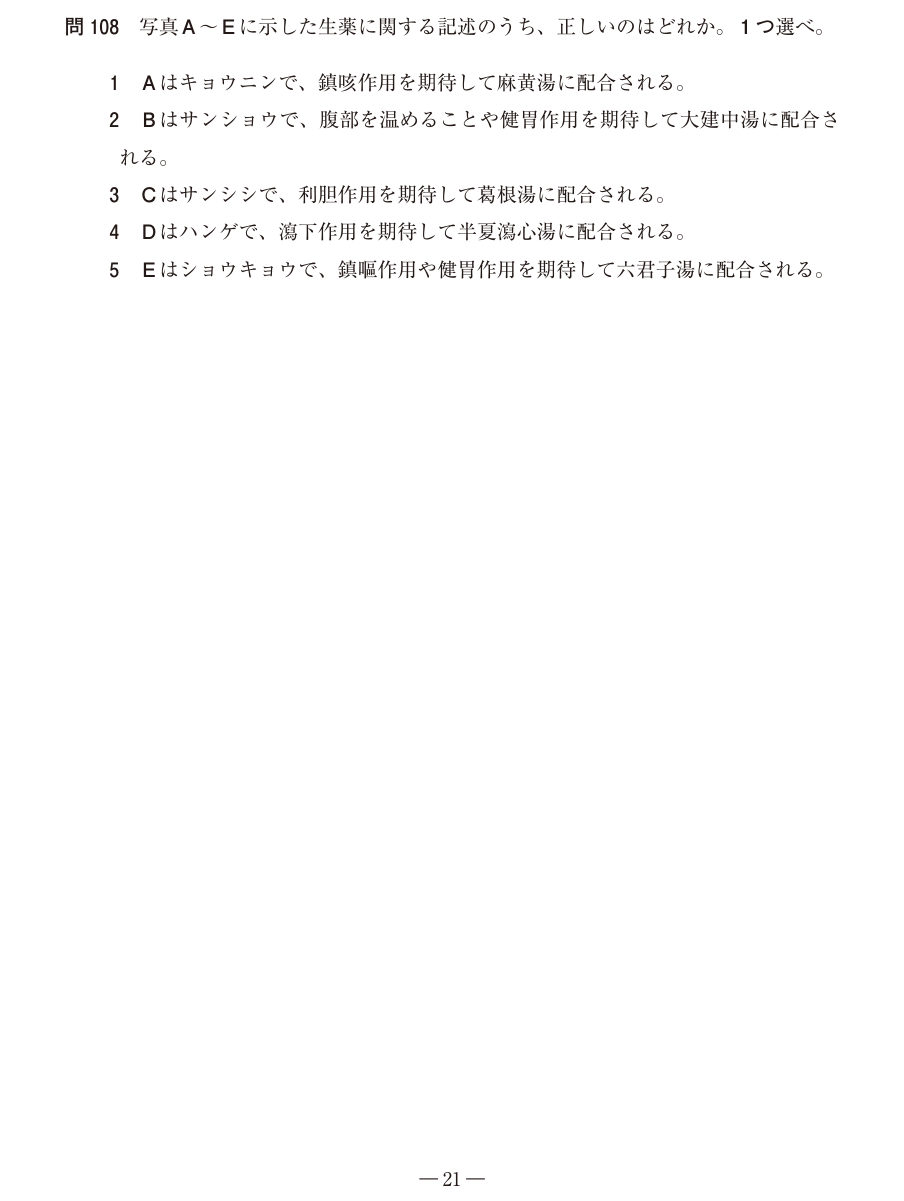 問 108　写真A～Eに示した生薬に関する記述のうち、正しいのはどれか。1つ選べ。
1　Aはキョウニンで、鎮咳作用を期待して麻黄湯に配合される。
2　Bはサンショウで、腹部を温めることや健胃作用を期待して大建中湯に配合さ
れる。
3　Cはサンシシで、利胆作用を期待して葛根湯に配合される。
4　Dはハンゲで、瀉下作用を期待して半夏瀉心湯に配合される。
5　Eはショウキョウで、鎮嘔作用や健胃作用を期待して六君子湯に配合される。
— 21 —